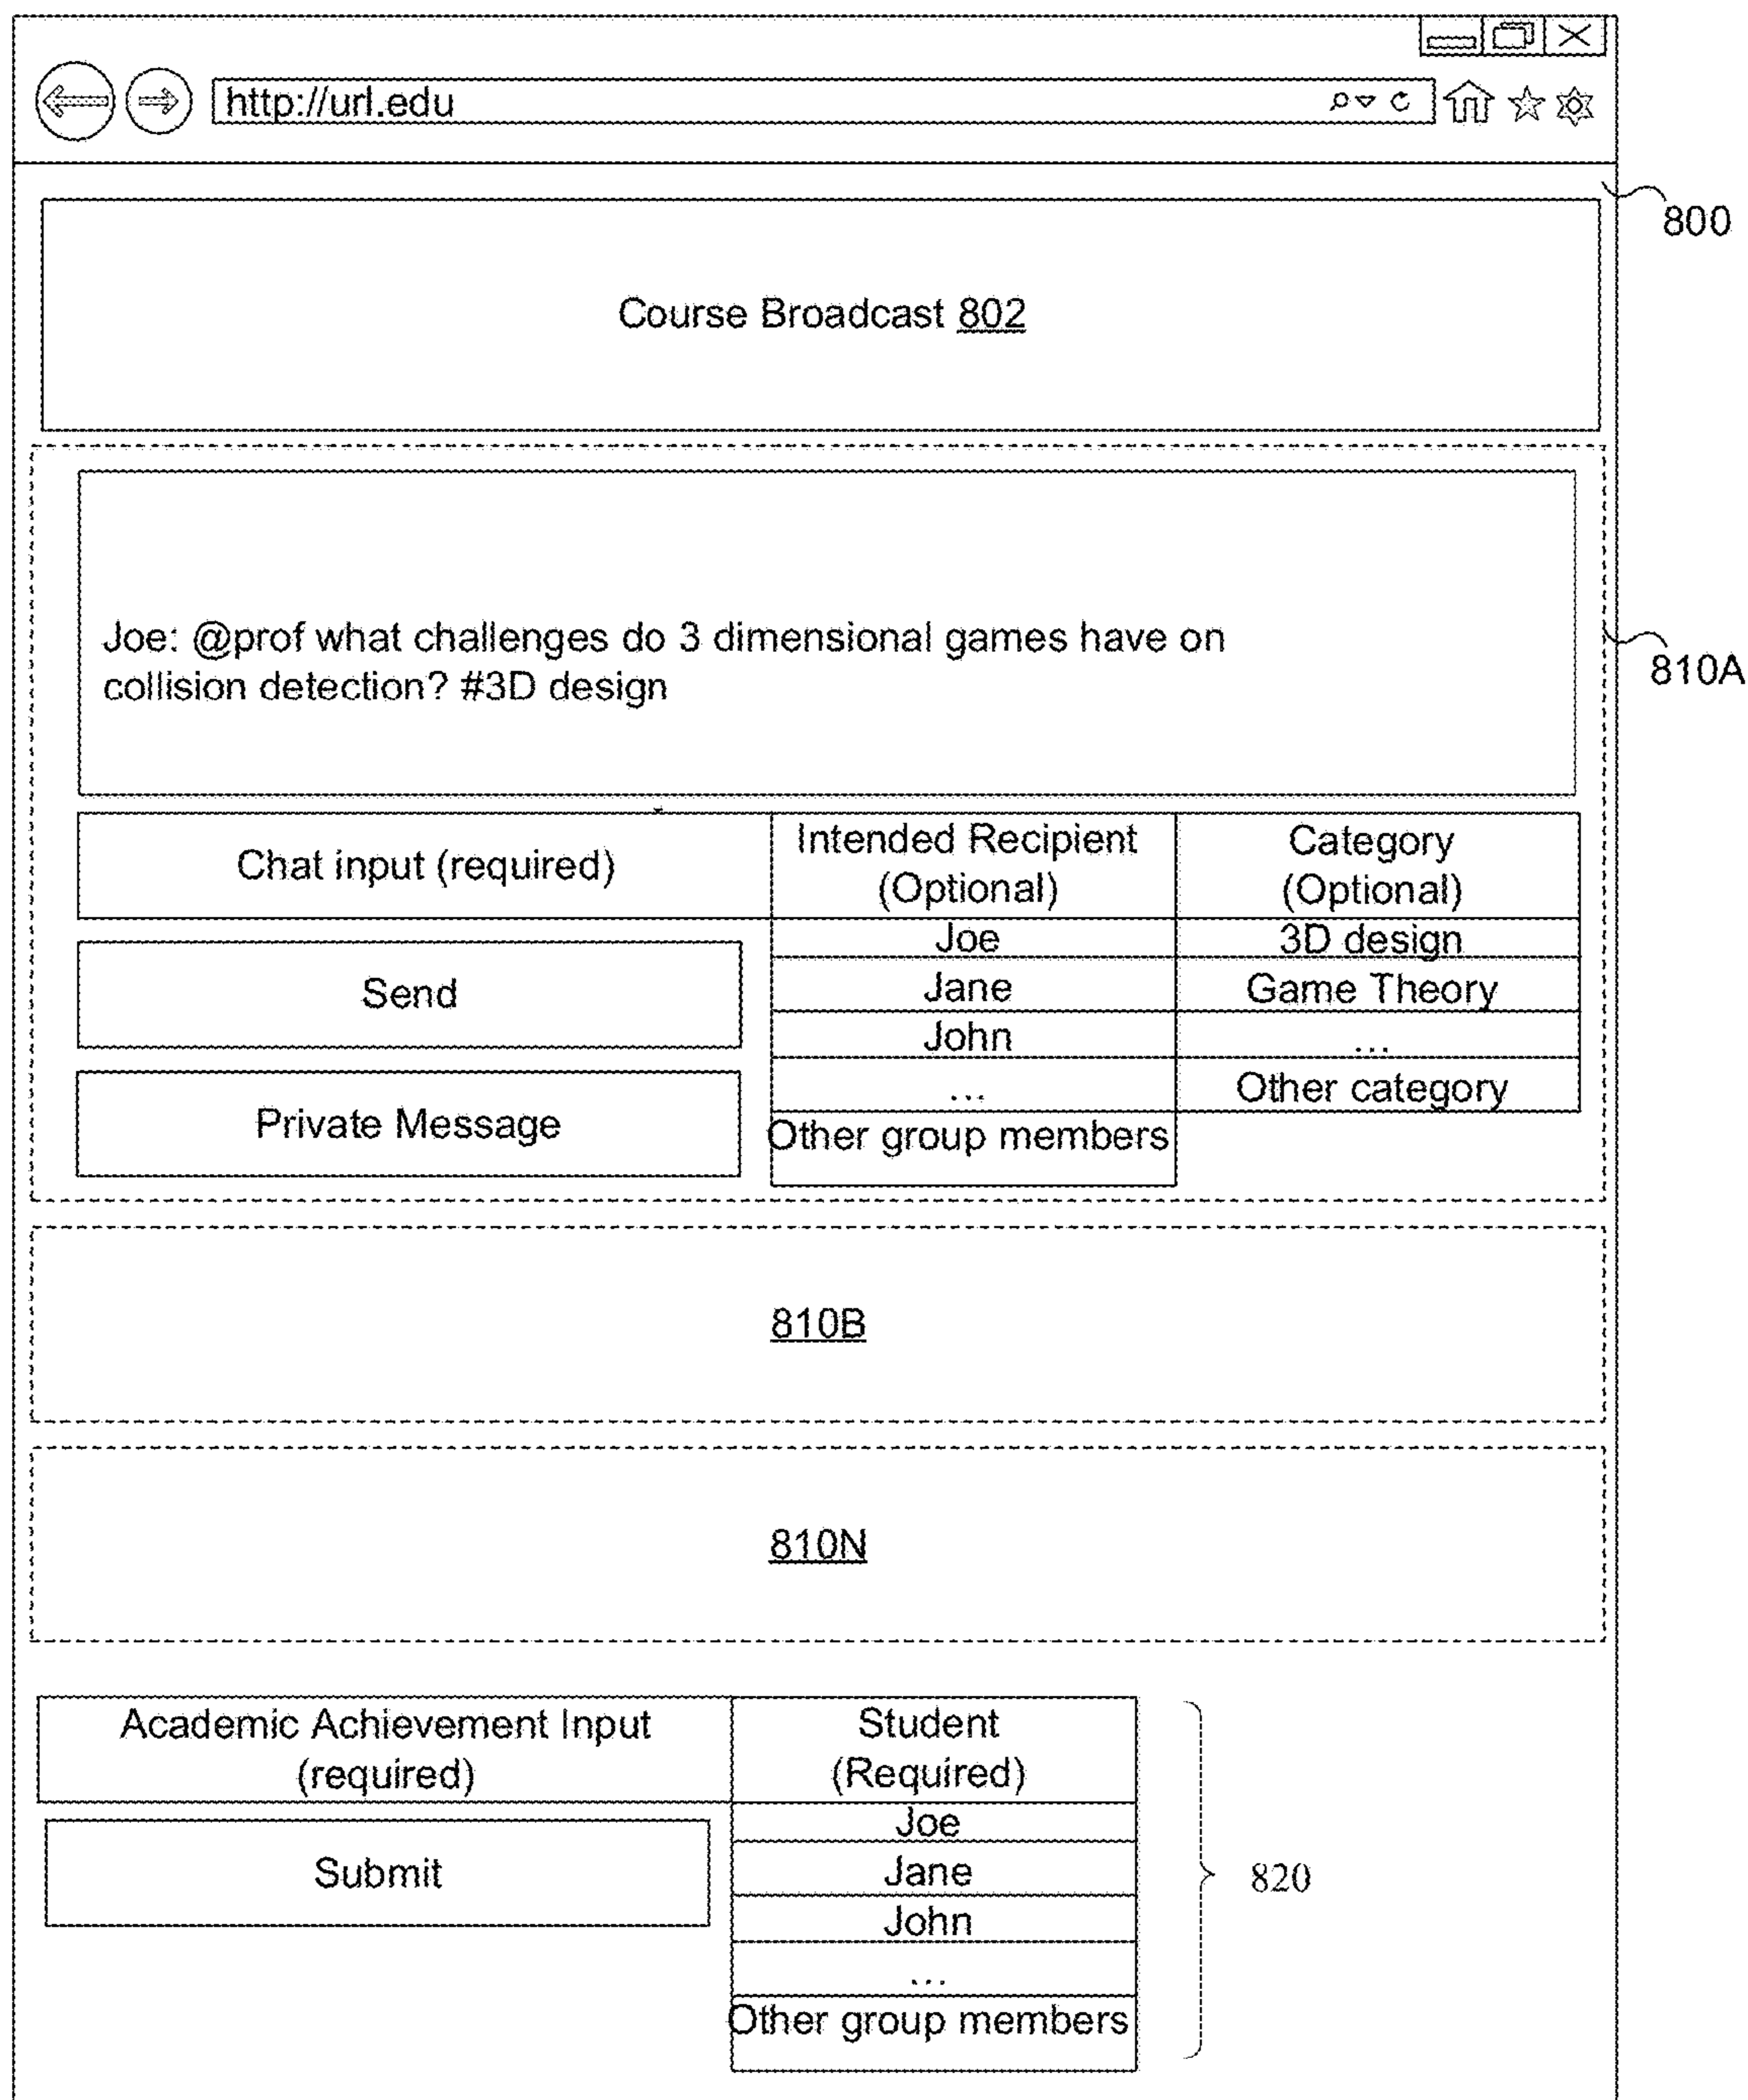 http://url.edu
800
Course Broadcast 802
Joe: @prof what challenges do 3 dimensional games have on
collision detection? #3D design
810A
Chat input (required)
Intended Recipient
(Optional)
Category
(Optional)
Joe
3D design
Send
Jane
Game Theory
John
...
Private Message
...
Other category
Other group members
810B
810N
Academic Achievement Input
(required)
Student
(Required)
Joe
Submit
Jane
820
John
...
Other group members